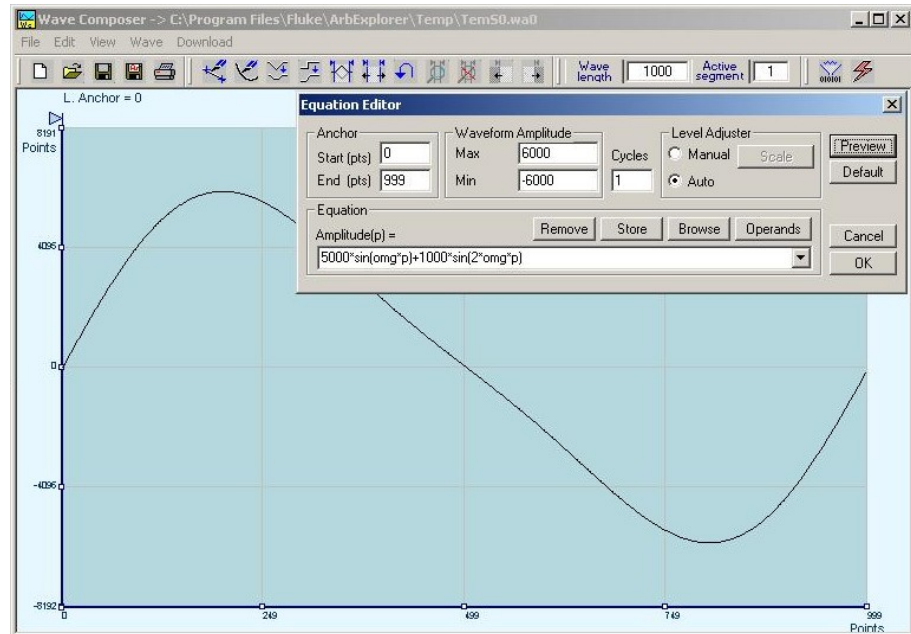 Wave Composer -> C:\Program Files\Fluke\ArbExplorer\Temp\Tem50.wa0
File Edit View Wave Download
Wave length 1000 Active segment 1
L. Anchor = 0
Equation Editor
Anchor
Start (pts) 0
End (pts) 999
Waveform Amplitude
Max 6000
Min -6000
Cycles
1
Level Adjuster
Manual Scale
Auto
Preview
Default
Equation
Amplitude(p) =
Remove Store Browse Operands
5000*sin(omg*p)+1000*sin(2*omg*p)
Cancel
OK
8191
Points
4095
0
-4096
-8192
0 249 499 749 999
Points